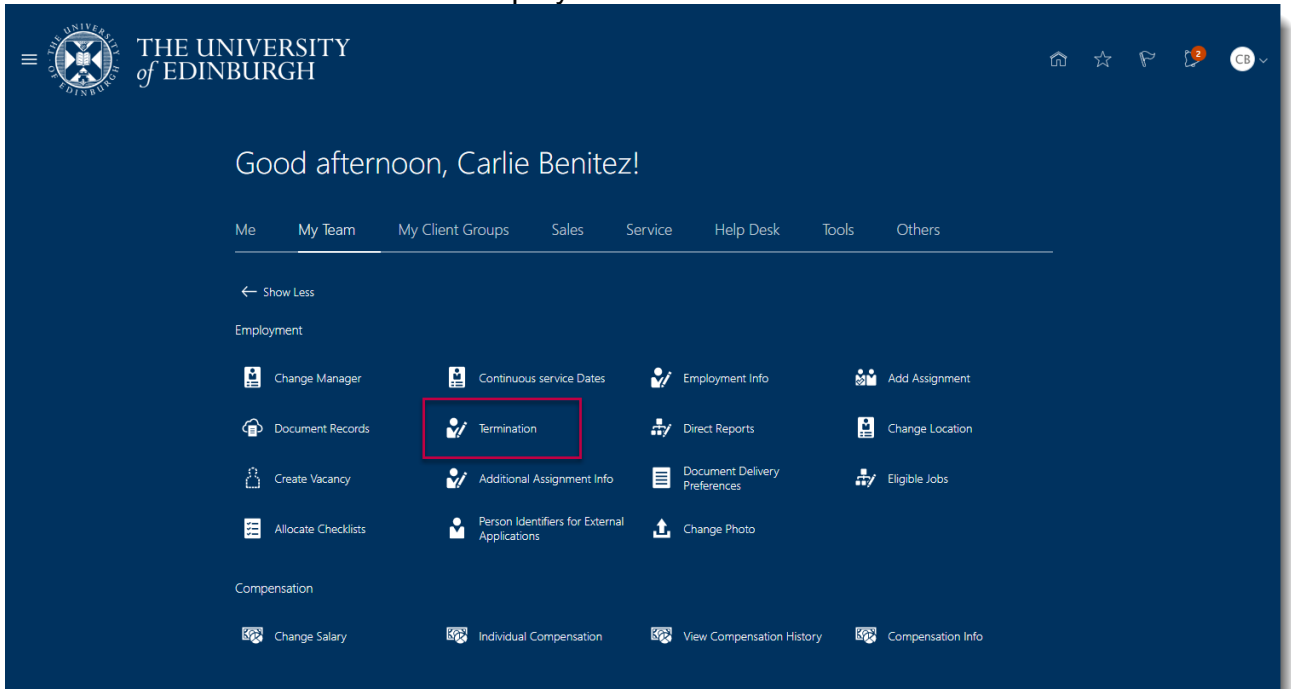 THE UNIVERSITY
of EDINBURGH
2
CB
Good afternoon, Carlie Benitez!
Me My Team My Client Groups Sales Service Help Desk Tools Others
Show Less
Employment
Change Manager Continuous service Dates Employment Info Add Assignment
Document Records Termination Direct Reports Change Location
Create Vacancy Additional Assignment Info Document Delivery Preferences Eligible Jobs
Allocate Checklists Person Identifiers for External Applications Change Photo
Compensation
Change Salary Individual Compensation View Compensation History Compensation Info